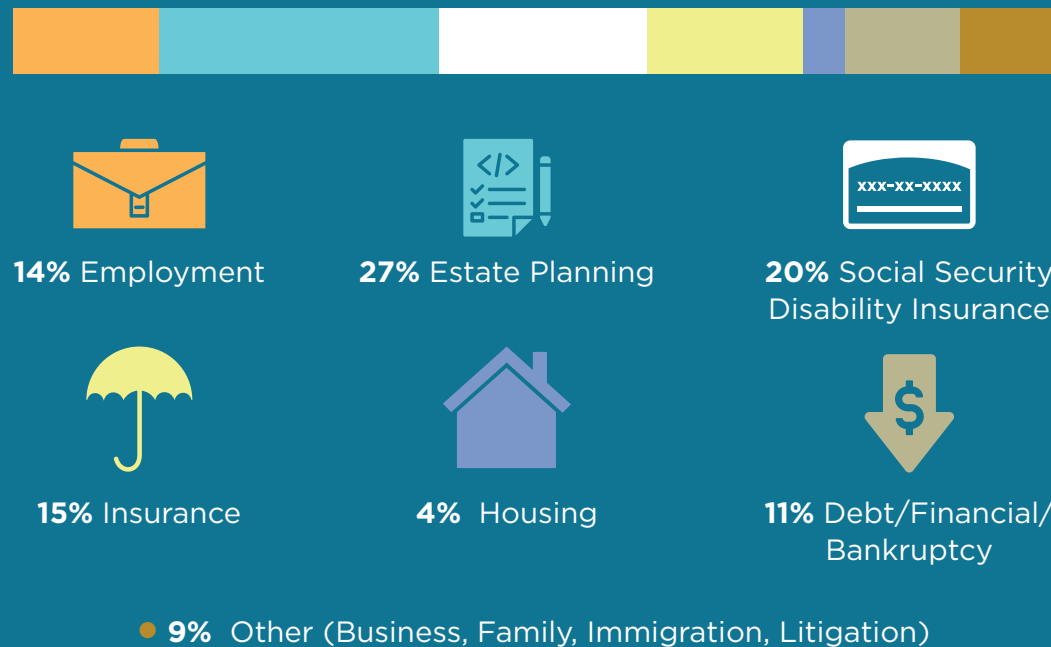 </>
xxx-xx-xxxx
14% Employment
27% Estate Planning
20% Social Security
Disability Insurance
$
15% Insurance
4% Housing
11% Debt/Financial/
Bankruptcy
9% Other (Business, Family, Immigration, Litigation)